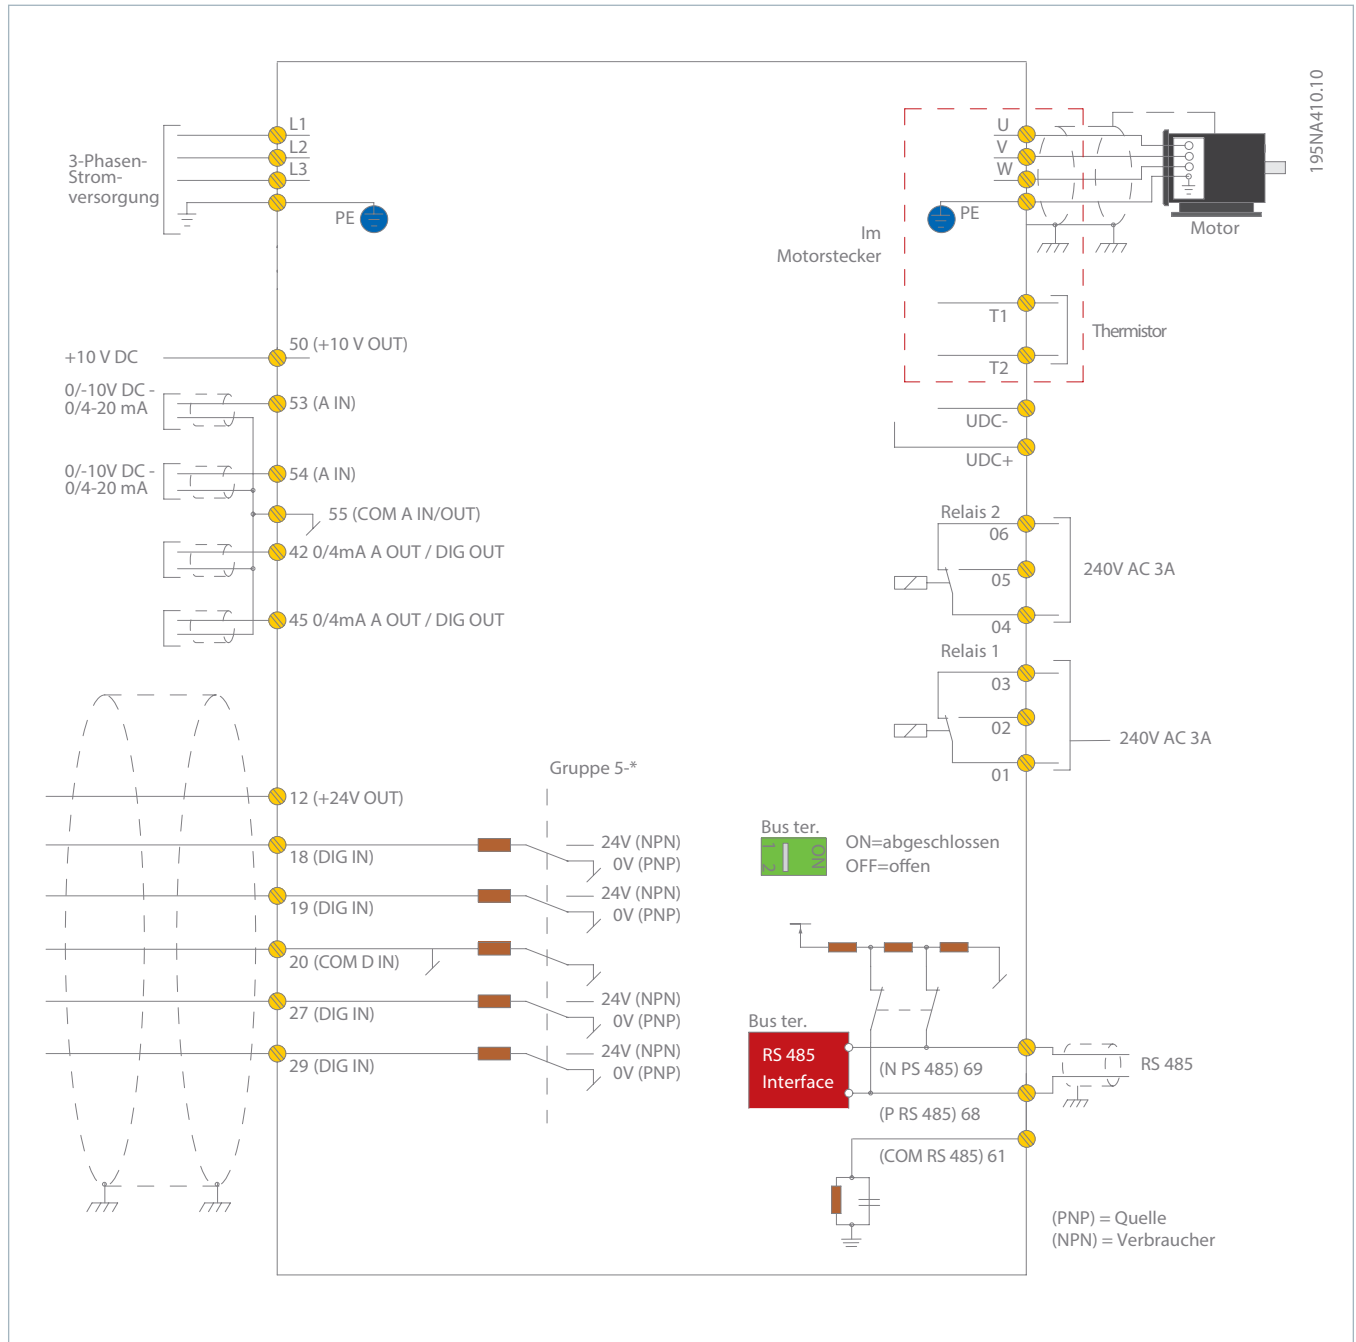 195NA410.10
3-Phasen-
Strom-
versorgung
L1
L2
L3
PE
U
V
W
PE
Motor
Im
Motorstecker
T1
T2
Thermistor
+10 V DC
50 (+10 V OUT)
0/-10V DC -
0/4-20 mA
53 (A IN)
0/-10V DC -
0/4-20 mA
54 (A IN)
55 (COM A IN/OUT)
42 0/4mA A OUT / DIG OUT
45 0/4mA A OUT / DIG OUT
UDC-
UDC+
Relais 2
06
05
04
240V AC 3A
Relais 1
03
02
01
240V AC 3A
Gruppe 5-*
12 (+24V OUT)
18 (DIG IN)
24V (NPN)
0V (PNP)
19 (DIG IN)
24V (NPN)
0V (PNP)
20 (COM D IN)
27 (DIG IN)
24V (NPN)
0V (PNP)
29 (DIG IN)
24V (NPN)
0V (PNP)
Bus ter.
1 2
ON
ON=abgeschlossen
OFF=offen
Bus ter.
RS 485
Interface
(N PS 485) 69
(P RS 485) 68
(COM RS 485) 61
RS 485
(PNP) = Quelle
(NPN) = Verbraucher